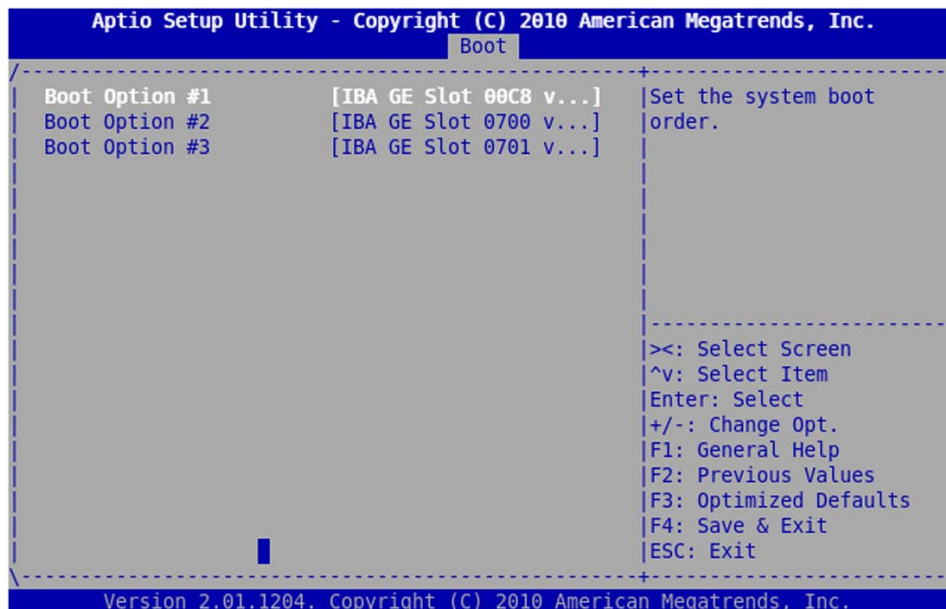 Aptio Setup Utility - Copyright (C) 2010 American Megatrends, Inc.
Boot
Boot Option #1 [IBA GE Slot 00C8 v...]
Boot Option #2 [IBA GE Slot 0700 v...]
Boot Option #3 [IBA GE Slot 0701 v...]
Set the system boot
order.
><: Select Screen
^v: Select Item
Enter: Select
+/-: Change Opt.
F1: General Help
F2: Previous Values
F3: Optimized Defaults
F4: Save & Exit
ESC: Exit
Version 2.01.1204. Copyright (C) 2010 American Megatrends, Inc.